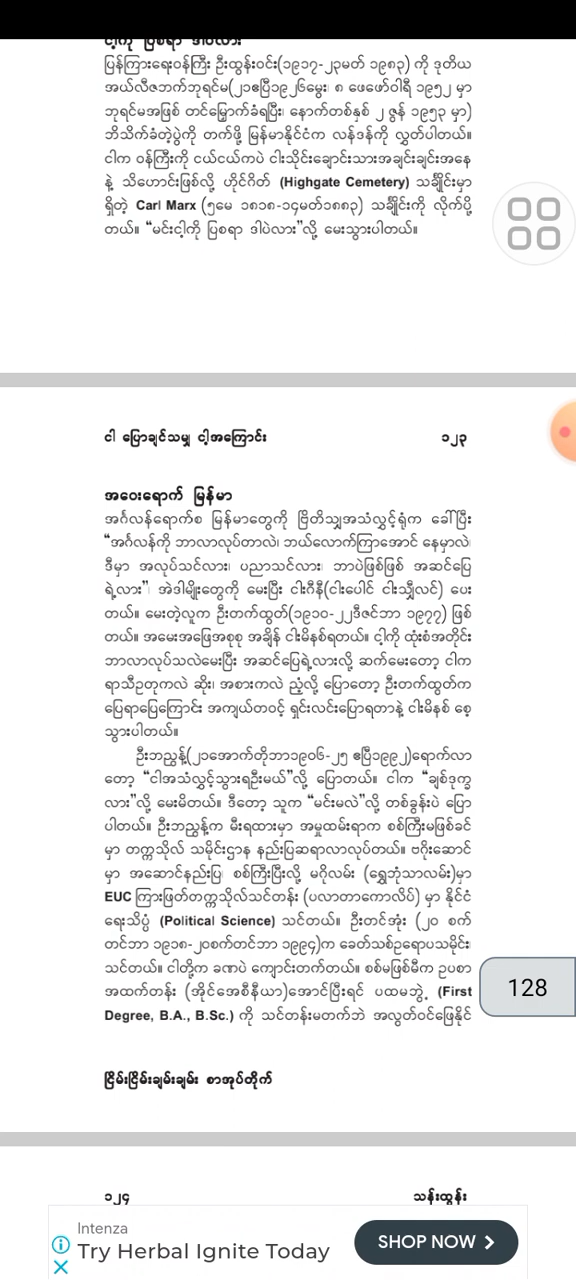 ငါ့ကို ပြစရာ ဒါပဲလား
ပြန်ကြားရေးဝန်ကြီး ဦးထွန်းဝင်း(၁၉၁၇-၂၃မတ် ၁၉၈၃) ကို ဒုတိယ
အယ်လီဇဘက်ဘုရင်မ(၂၁ဧပြီ၁၉၂၆မွေး၊ ၈ ဖေဖော်ဝါရီ ၁၉၅၂ မှာ
ဘုရင်မအဖြစ် တင်မြှောက်ခံရပြီး၊ နောက်တစ်နှစ် ၂ ဇွန် ၁၉၅၃ မှာ)
ဘိသိက်ခံတဲ့ပွဲကို တက်ဖို့ မြန်မာနိုင်ငံက လန်ဒန်ကို လွှတ်ပါတယ်။
ငါက ဝန်ကြီးကို ငယ်ငယ်ကပဲ ငါးသိုင်းချောင်းသားအချင်းချင်းအနေ
နဲ့ သိဟောင်းဖြစ်လို့ ဟိုင်ဂိတ် (Highgate Cemetery) သင်္ချိုင်းမှာ
ရှိတဲ့ Carl Marx (၅မေ ၁၈၁၈-၁၄မတ်၁၈၈၃) သင်္ချိုင်းကို လိုက်ပို့
တယ်။ “မင်းငါ့ကို ပြစရာ ဒါပဲလား”လို့ မေးသွားပါတယ်။
ငါ ပြောချင်သမျှ ငါ့အကြောင်း ၁၂၃
အဝေးရောက် မြန်မာ
အင်္ဂလန်ရောက်စ မြန်မာတွေကို ဗြိတိသျှအသံလွှင့်ရုံက ခေါ်ပြီး
“အင်္ဂလန်ကို ဘာလာလုပ်တာလဲ၊ ဘယ်လောက်ကြာအောင် နေမှာလဲ၊
ဒီမှာ အလုပ်သင်လား၊ ပညာသင်လား၊ ဘာပဲဖြစ်ဖြစ် အဆင်ပြေ
ရဲ့လား”၊ အဲဒါမျိုးတွေကို မေးပြီး ငါးဂီနီ(ငါးပေါင် ငါးသျှီလင်) ပေး
တယ်။ မေးတဲ့လူက ဦးတက်ထွတ်(၁၉၁၀-၂၂ဒီဇင်ဘာ ၁၉၇၇) ဖြစ်
တယ်။ အမေးအဖြေအစုစု အချိန် ငါးမိနစ်ရတယ်။ ငါ့ကို ထုံးစံအတိုင်း
ဘာလာလုပ်သလဲမေးပြီး အဆင်ပြေရဲ့လားလို့ ဆက်မေးတော့ ငါက
ရာသီဥတုကလဲ ဆိုး၊ အစားကလဲ ညံ့လို့ ပြောတော့ ဦးတက်ထွတ်က
ပြေရာပြေကြောင်း အကျယ်တဝင့် ရှင်းလင်းပြောရတာနဲ့ ငါးမိနစ် စေ့
သွားပါတယ်။
ဦးဘညွန့်(၂၁အောက်တိုဘာ၁၉၀၆-၂၅ ဧပြီ၁၉၉၂)ရောက်လာ
တော့ “ငါအသံလွှင့်သွားရဦးမယ်”လို့ ပြောတယ်။ ငါက “ချစ်ဒုက္ခ
လား”လို့ မေးမိတယ်။ ဒီတော့ သူက “မင်းမလဲ”လို့ တစ်ခွန်းပဲ ပြော
ပါတယ်။ ဦးဘညွန့်က မီးရထားမှာ အမှုထမ်းရာက စစ်ကြီးမဖြစ်ခင်
မှာ တက္ကသိုလ် သမိုင်းဌာန နည်းပြဆရာလာလုပ်တယ်။ ဗဂိုးဆောင်
မှာ အဆောင်နည်းပြ၊ စစ်ကြီးပြီးလို့ မဂိုလမ်း (ရွှေဘုံသာလမ်း)မှာ
EUC ကြားဖြတ်တက္ကသိုလ်သင်တန်း (ပလာတာကောလိပ်) မှာ နိုင်ငံ
ရေးသိပ္ပံ (Political Science) သင်တယ်။ ဦးတင်အုံး (၂၀ စက်
တင်ဘာ ၁၉၁၈-၂၀စက်တင်ဘာ ၁၉၉၄)က ခေတ်သစ်ဥရောပသမိုင်း
သင်တယ်။ ငါတို့က ခဏပဲ ကျောင်းတက်တယ်။ စစ်မဖြစ်မီက ဥပစာ
အထက်တန်း (အိုင်အေစီနီယာ)အောင်ပြီးရင် ပထမဘွဲ့ (First
Degree, B.A., B.Sc.) ကို သင်တန်းမတက်ဘဲ အလွတ်ဝင်ဖြေနိုင်
128
ငြိမ်းငြိမ်းချမ်းချမ်း စာအုပ်တိုက်
၁၂၄ သန်းထွန်း
Intenza
Try Herbal Ignite Today
SHOP NOW